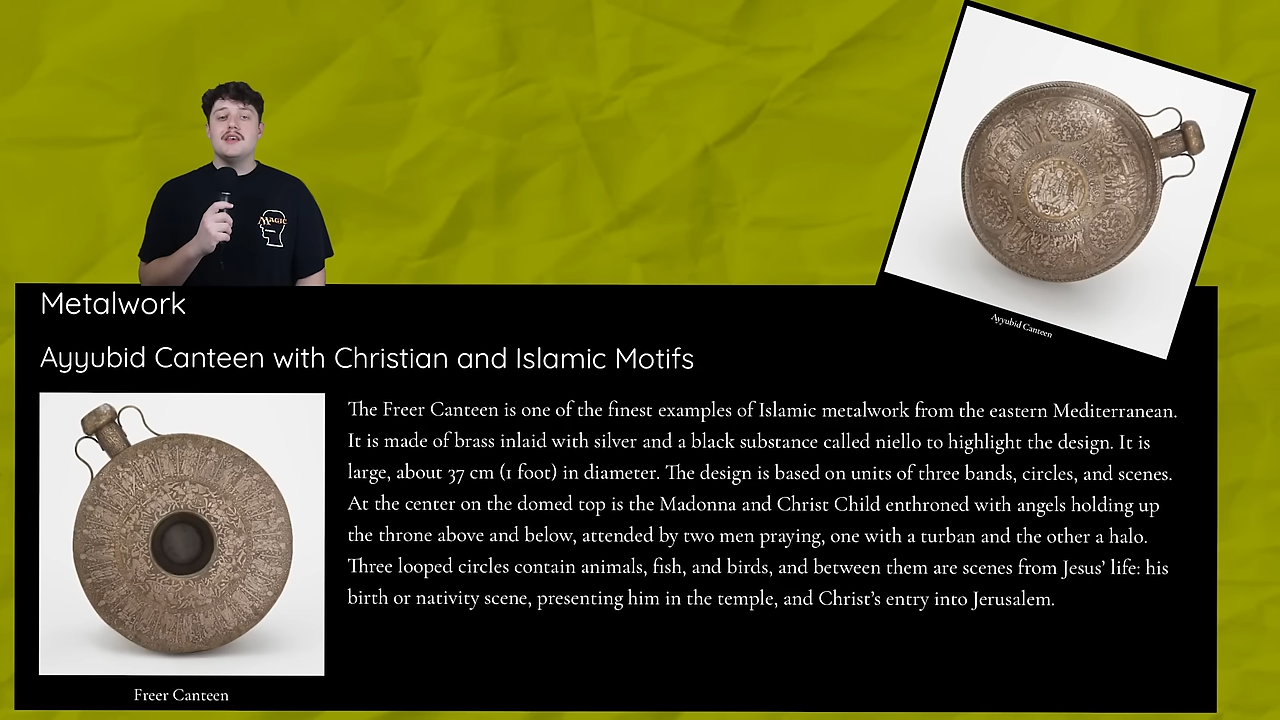 MAGIC
Ayyubid Canteen
Metalwork
Ayyubid Canteen with Christian and Islamic Motifs
The Freer Canteen is one of the finest examples of Islamic metalwork from the eastern Mediterranean.
It is made of brass inlaid with silver and a black substance called niello to highlight the design. It is
large, about 37 cm (1 foot) in diameter. The design is based on units of three bands, circles, and scenes.
At the center on the domed top is the Madonna and Christ Child enthroned with angels holding up
the throne above and below, attended by two men praying, one with a turban and the other a halo.
Three looped circles contain animals, fish, and birds, and between them are scenes from Jesus’ life: his
birth or nativity scene, presenting him in the temple, and Christ’s entry into Jerusalem.
Freer Canteen